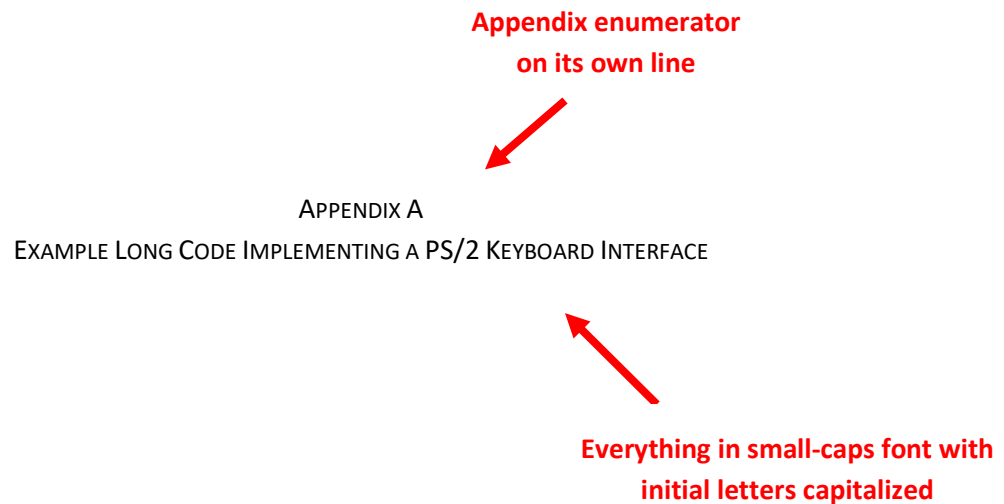 Appendix enumerator
on its own line
Appendix A
Example Long Code Implementing a PS/2 Keyboard Interface
Everything in small-caps font with
initial letters capitalized